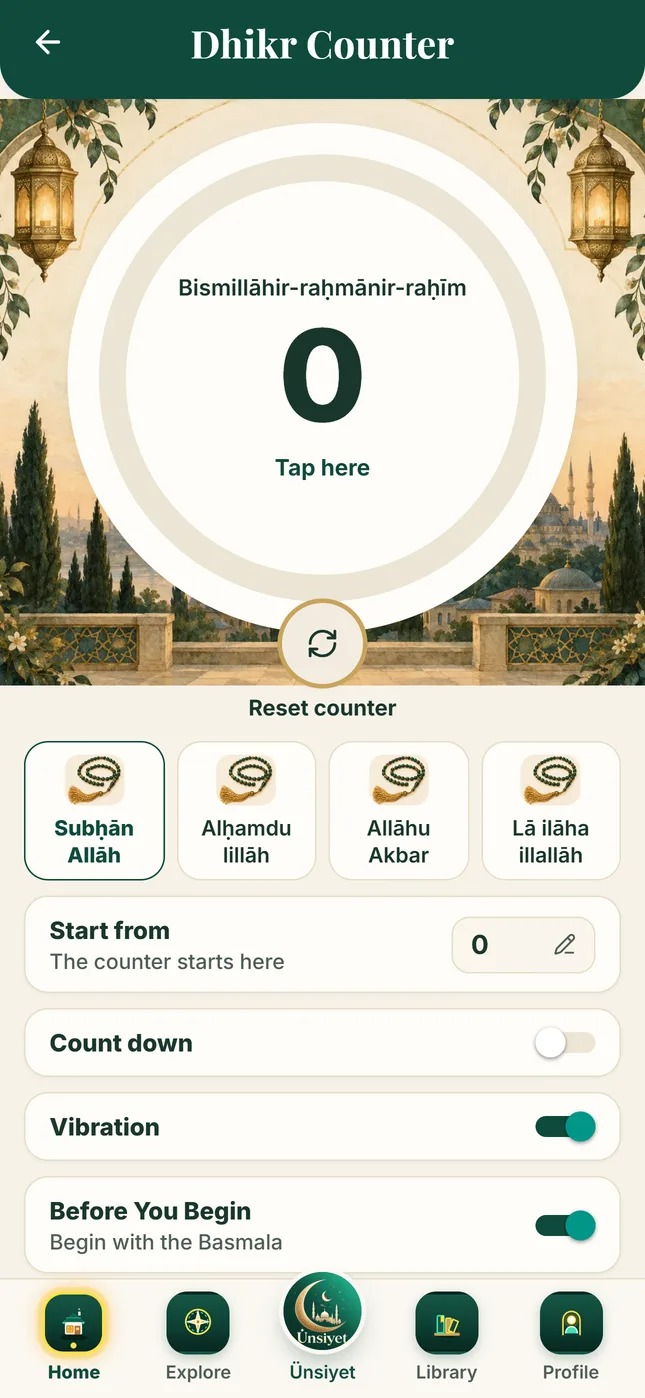 Dhikr Counter
Bismillāhir-raḥmānir-raḥīm
0
Tap here
Reset counter
Subḥān
Allāh
Alḥamdu
lillāh
Allāhu
Akbar
Lā ilāha
illallāh
Start from
The counter starts here
0
Count down
Vibration
Before You Begin
Begin with the Basmala
Ünsiyet
Home
Explore
Ünsiyet
Library
Profile